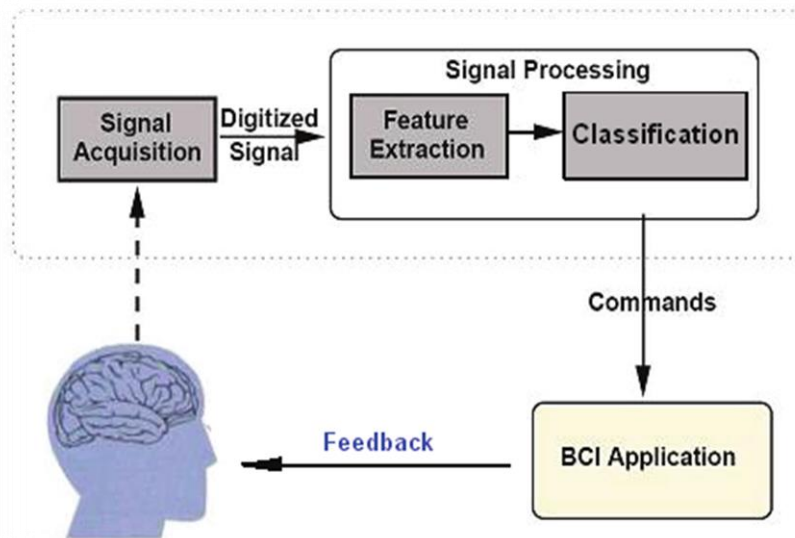 Signal Processing
Signal
Acquisition
Digitized
Signal
Feature
Extraction
Classification
Commands
Feedback
BCI Application